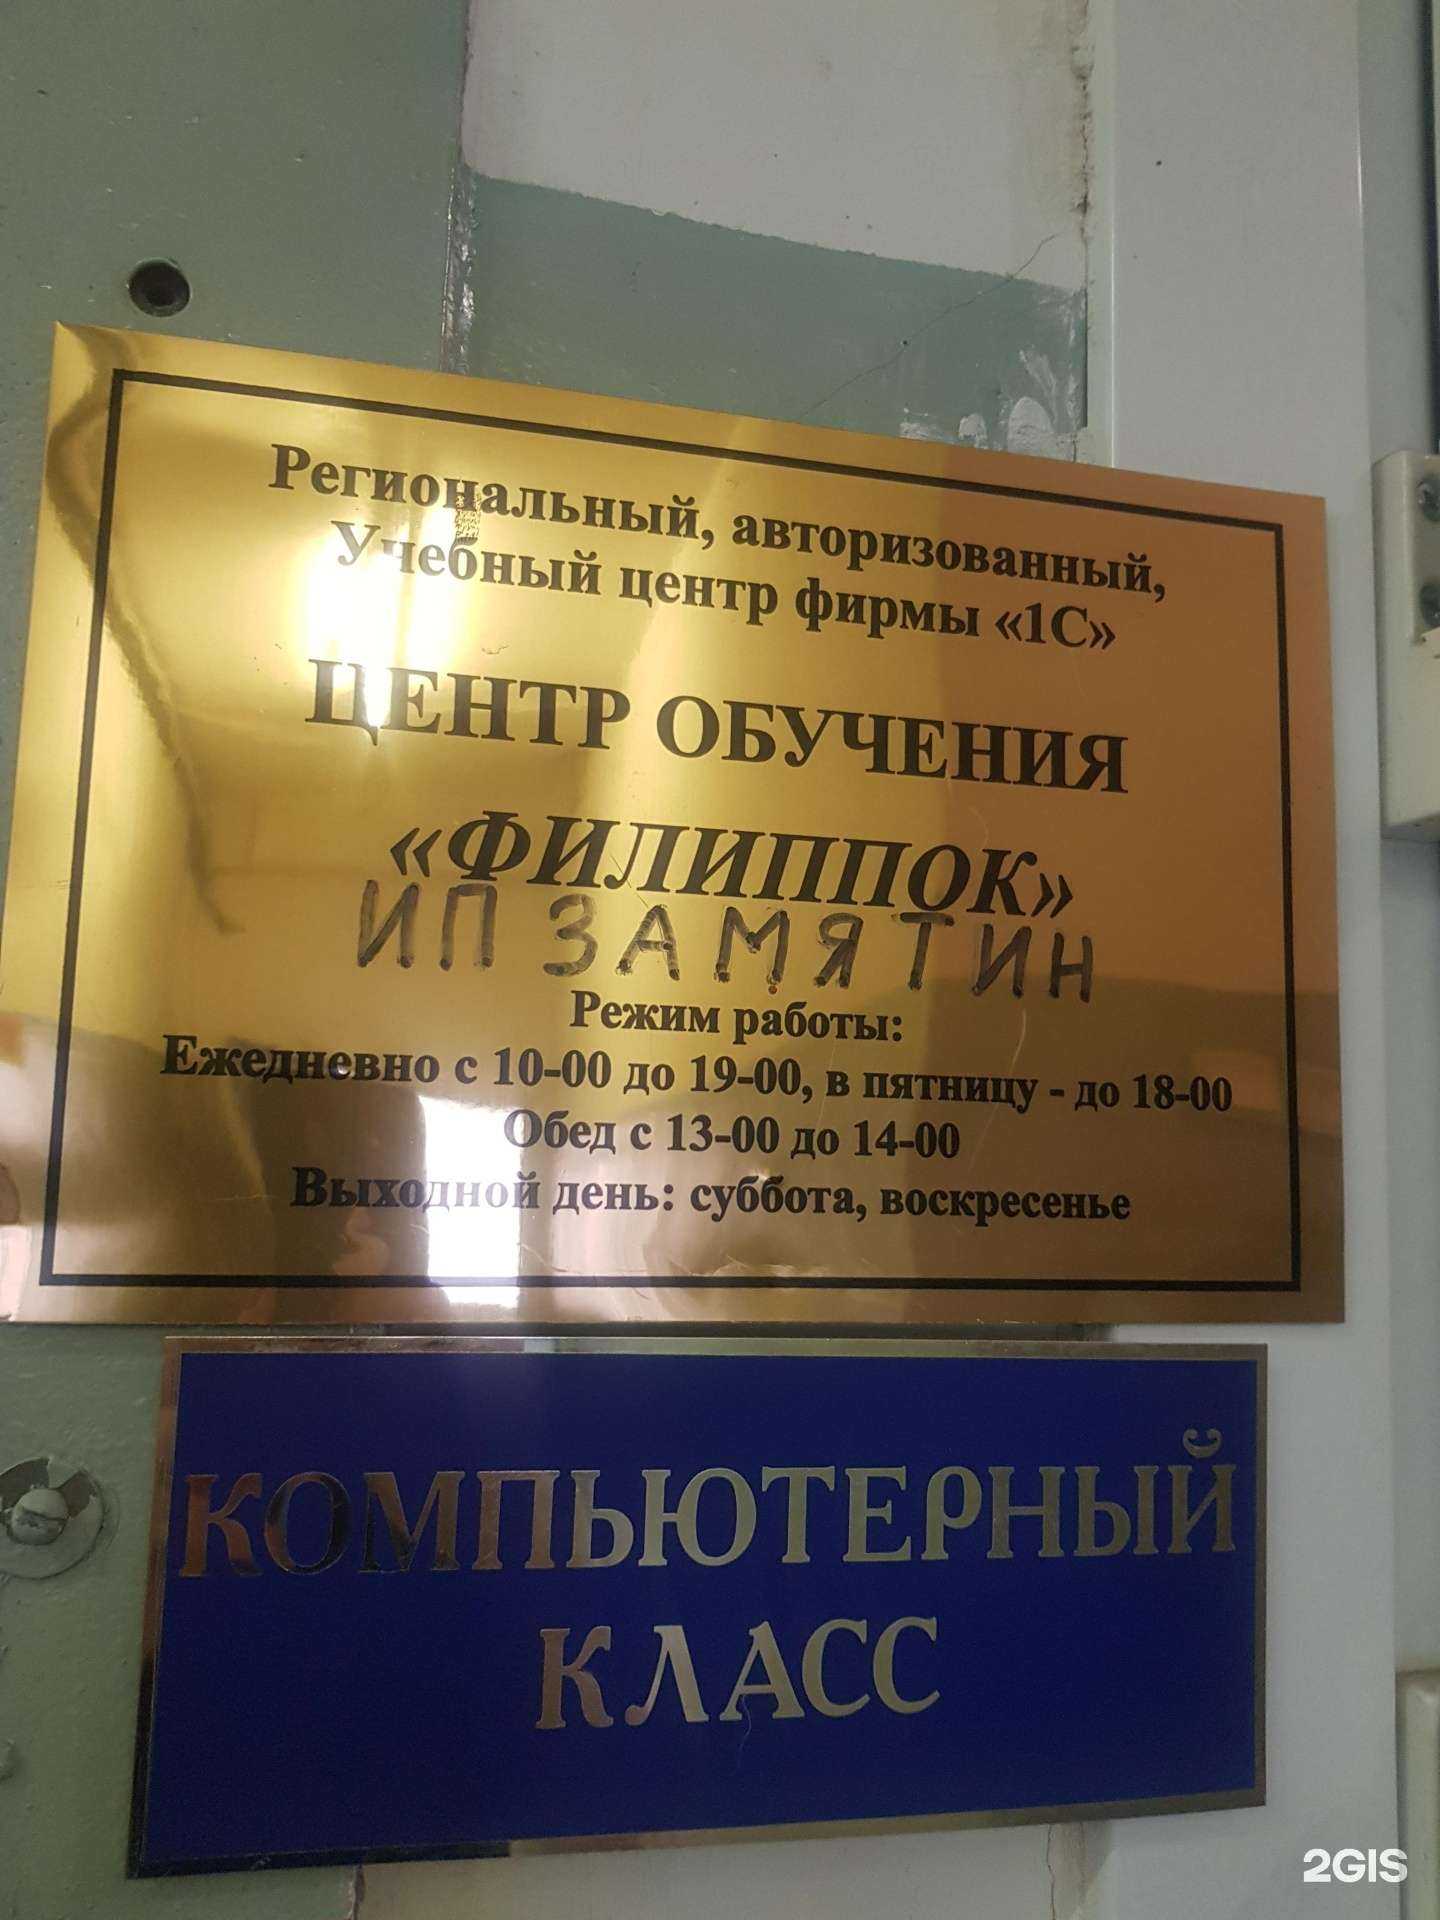 Региональный, авторизованный,
Учебный центр фирмы «1С»
ЦЕНТР ОБУЧЕНИЯ
«ФИЛИППОК»
ИП ЗАМЯТИН
Режим работы:
Ежедневно с 10-00 до 19-00, в пятницу - до 18-00
Обед с 13-00 до 14-00
Выходной день: суббота, воскресенье
КОМПЬЮТЕРНЫЙ
КЛАСС
2GIS